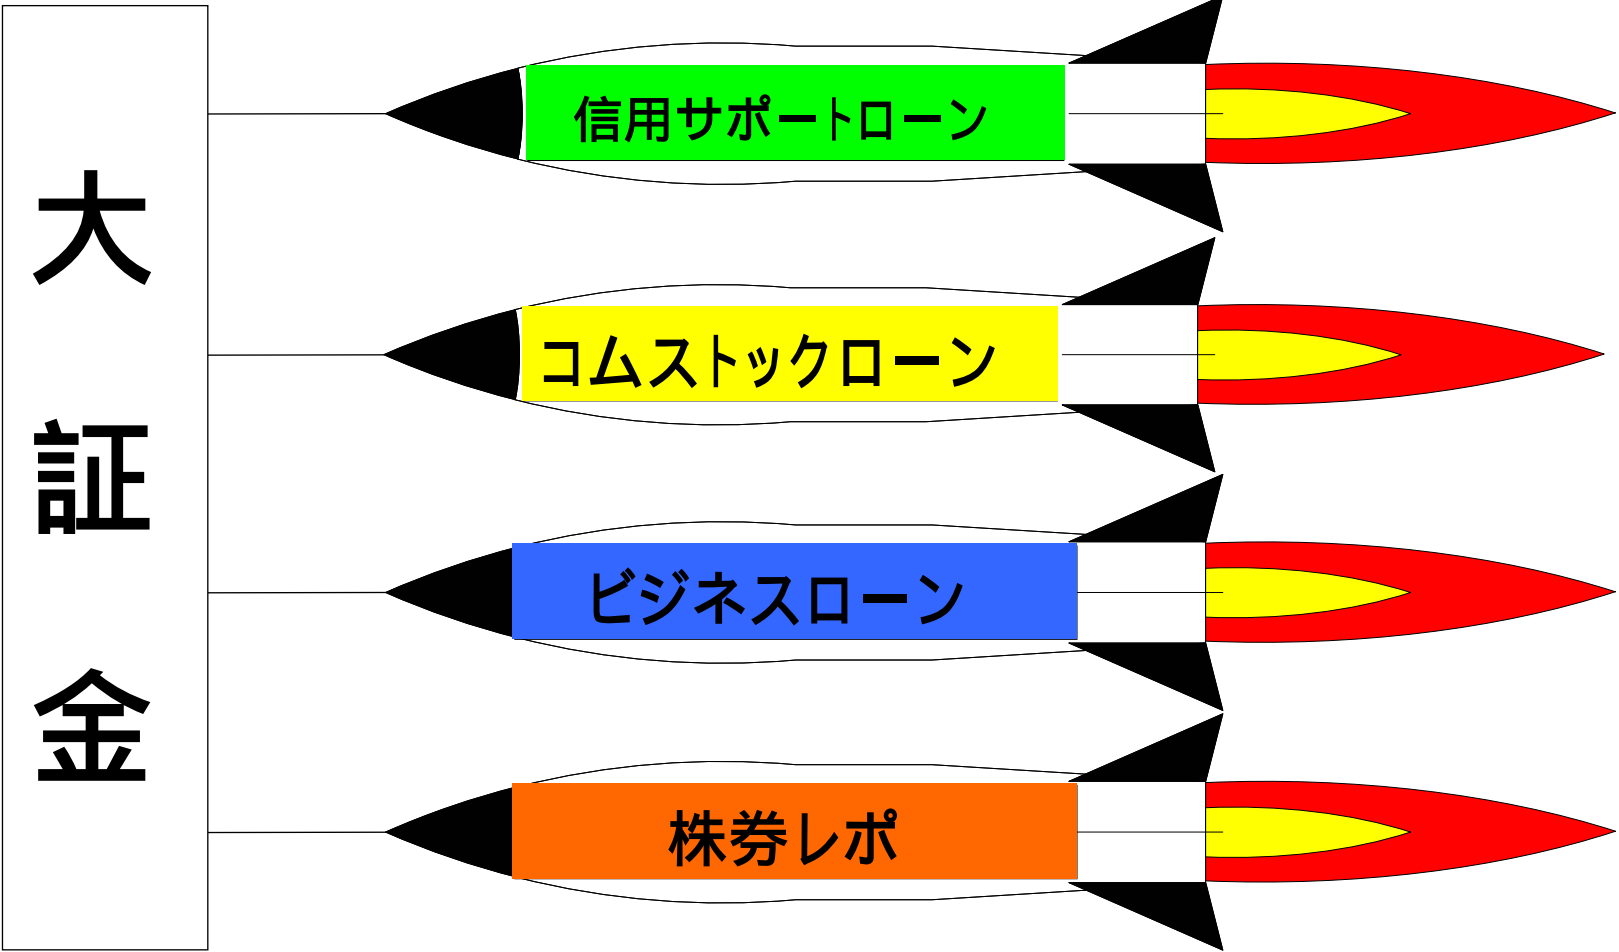 大証金
信用サポートローン
コムストックローン
ビジネスローン
株券レポ